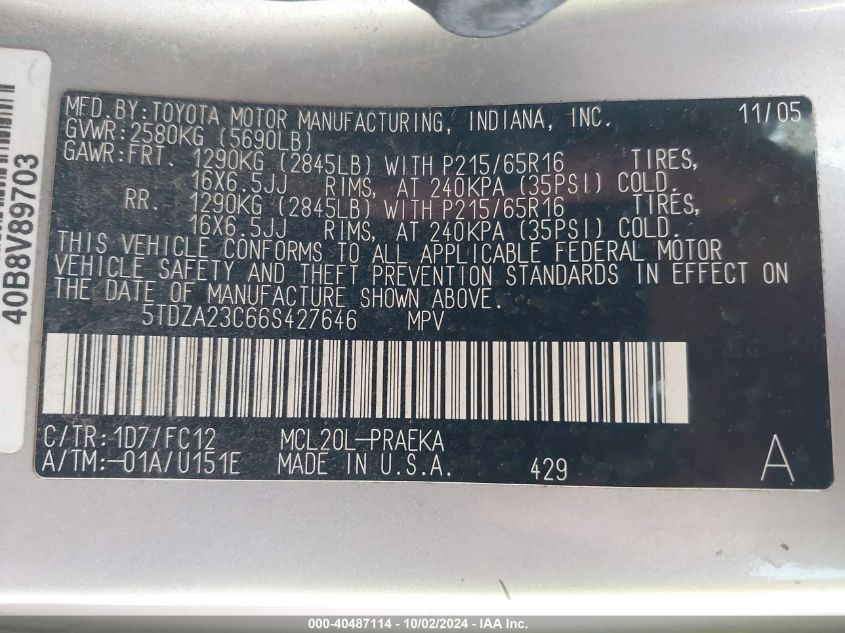 MFD. BY: TOYOTA MOTOR MANUFACTURING, INDIANA, INC. 11/05
GVWR: 2580KG (5690LB)
GAWR: FRT. 1290KG (2845LB) WITH P215/65R16 TIRES,
16X6.5JJ RIMS, AT 240KPA (35PSI) COLD.
RR. 1290KG (2845LB) WITH P215/65R16 TIRES,
16X6.5JJ RIMS, AT 240KPA (35PSI) COLD.
THIS VEHICLE CONFORMS TO ALL APPLICABLE FEDERAL MOTOR
VEHICLE SAFETY AND THEFT PREVENTION STANDARDS IN EFFECT ON
THE DATE OF MANUFACTURE SHOWN ABOVE.
5TDZA23C66S427646 MPV
C/TR: 1D7/FC12 MCL20L-PRAEKA
A/TM: -01A/U151E MADE IN U.S.A. 429 A
40B8V89703
000-40487114 - 10/02/2024 - IAA Inc.